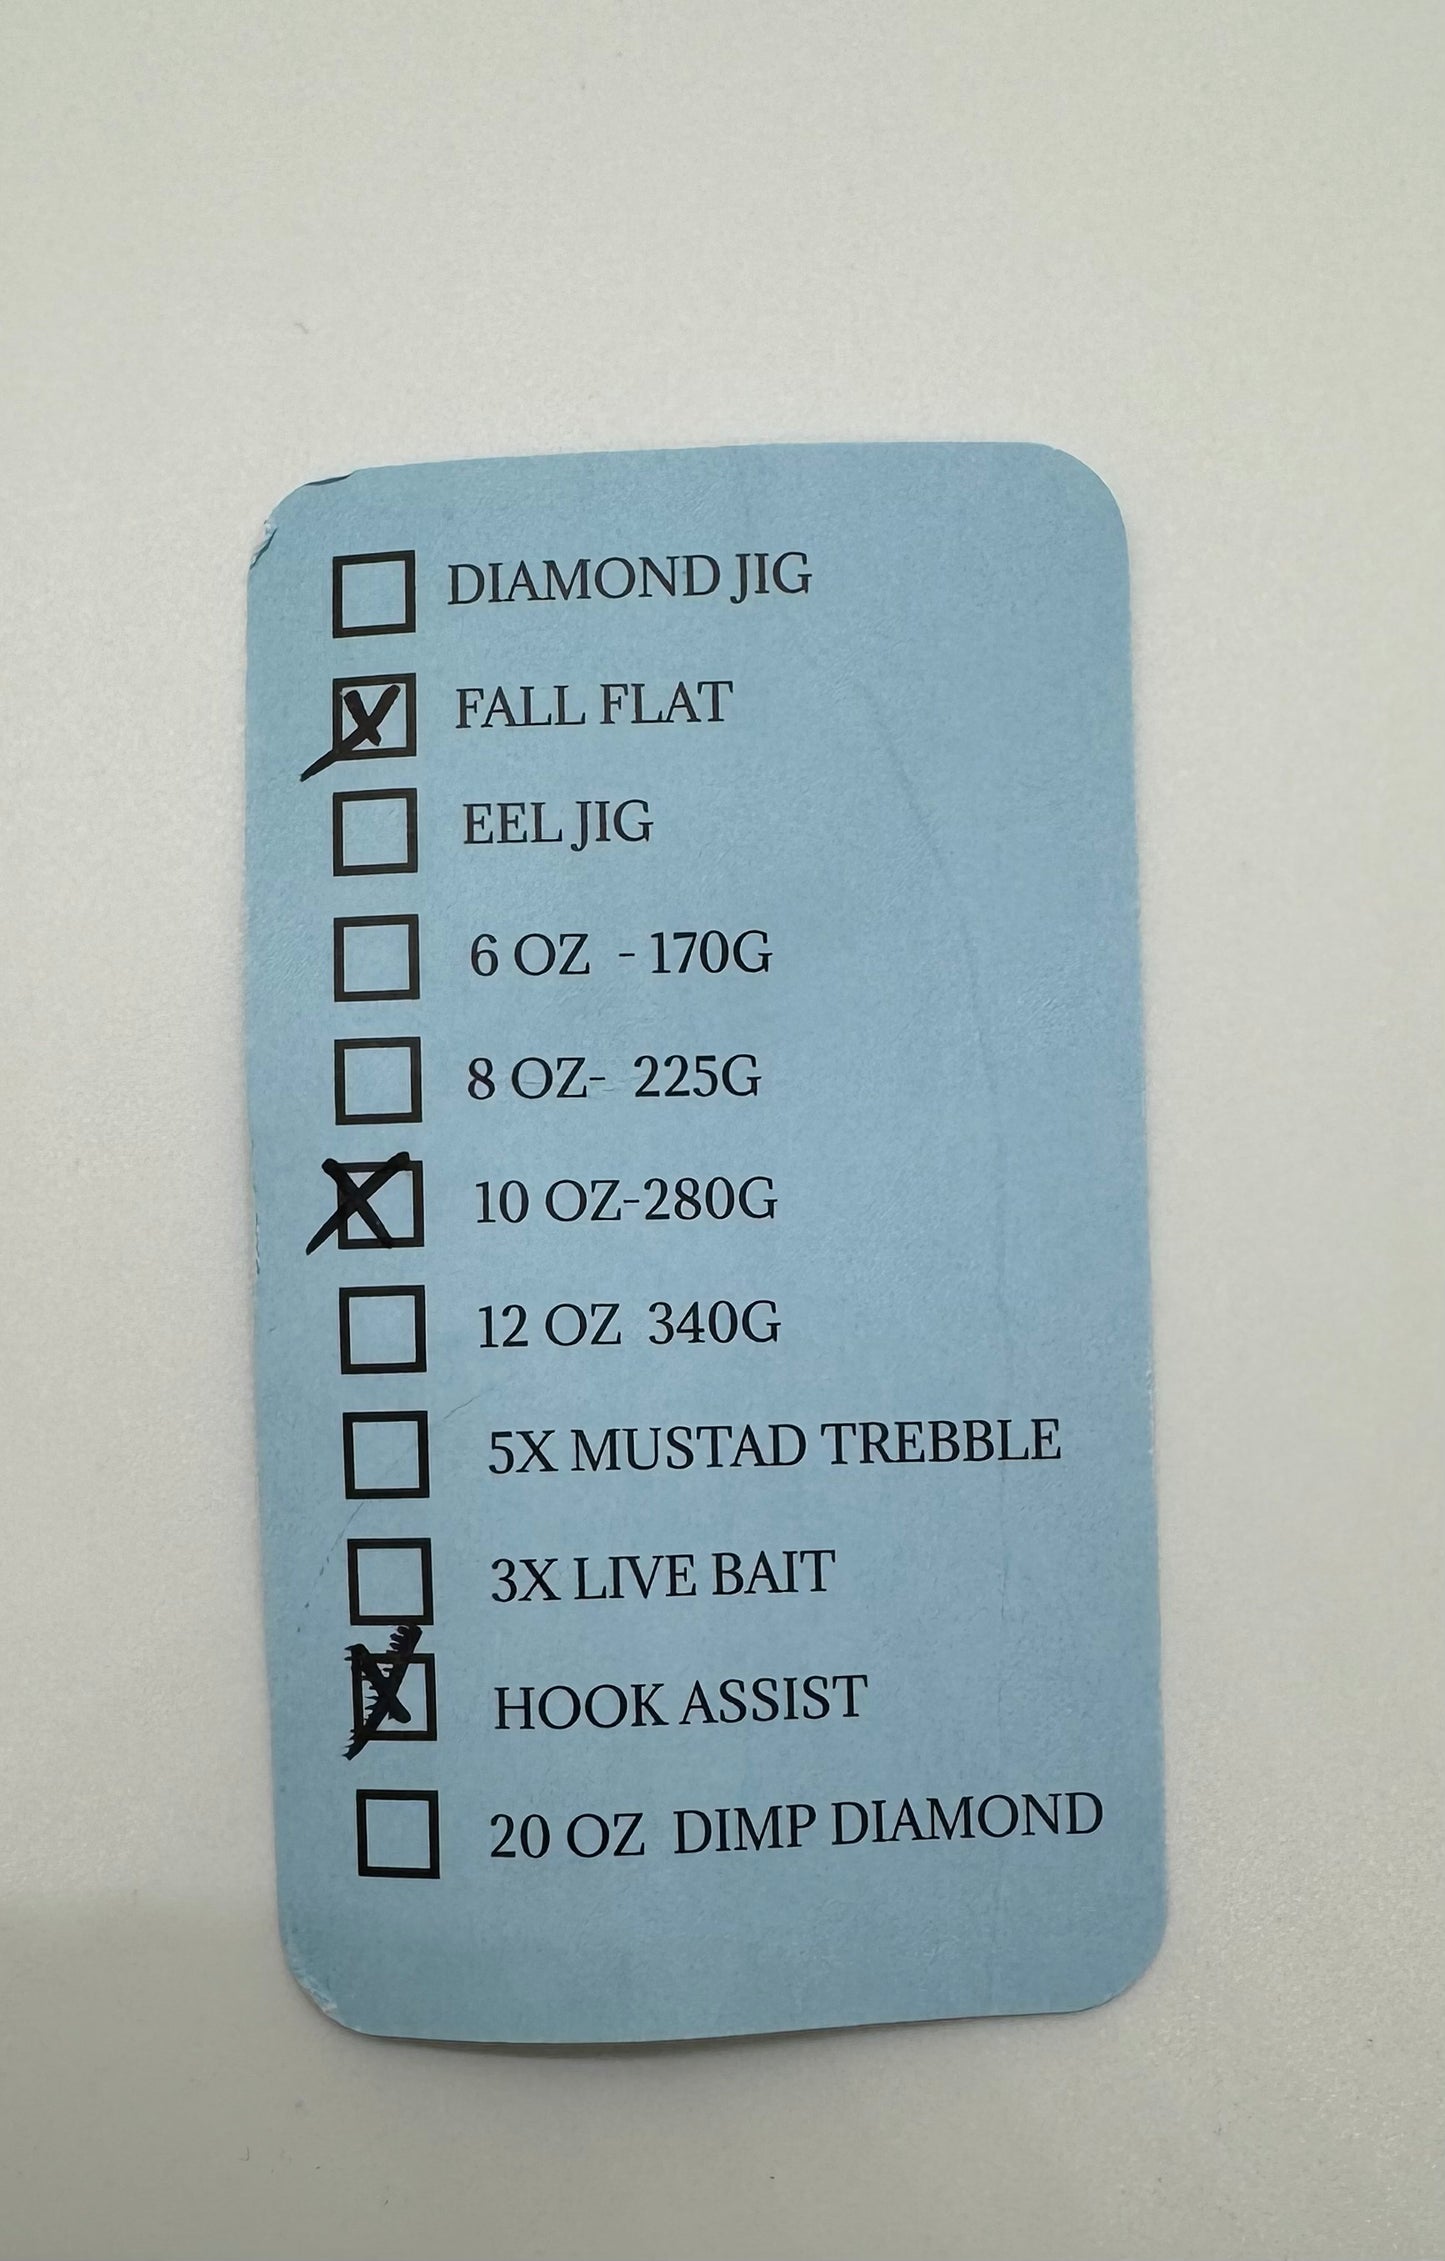 ☐ DIAMOND JIG
☒ FALL FLAT
☐ EEL JIG
☐ 6 OZ - 170G
☐ 8 OZ- 225G
☒ 10 OZ-280G
☐ 12 OZ 340G
☐ 5X MUSTAD TREBBLE
☐ 3X LIVE BAIT
☒ HOOK ASSIST
☐ 20 OZ DIMP DIAMOND